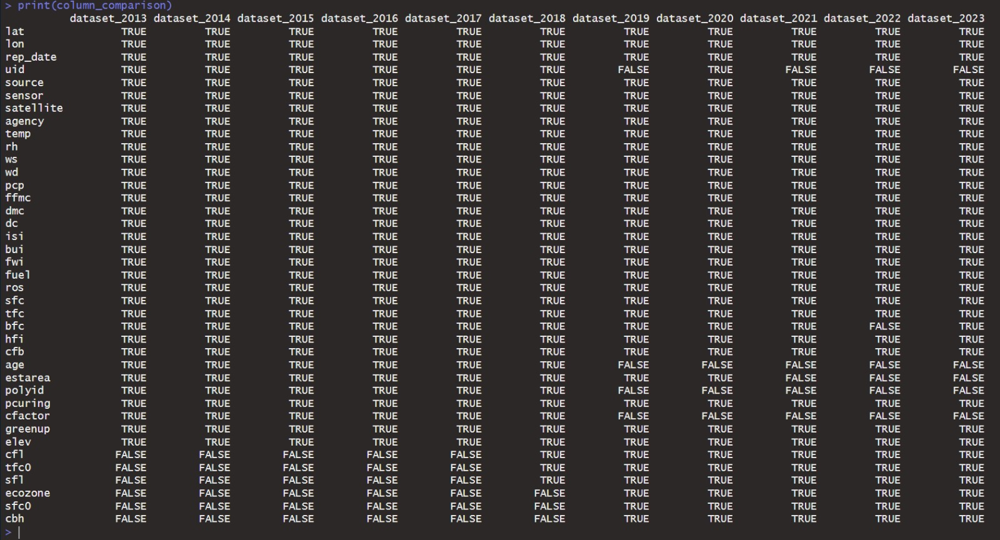 > print(column_comparison)
dataset_2013 dataset_2014 dataset_2015 dataset_2016 dataset_2017 dataset_2018 dataset_2019 dataset_2020 dataset_2021 dataset_2022 dataset_2023
lat TRUE TRUE TRUE TRUE TRUE TRUE TRUE TRUE TRUE TRUE TRUE
lon TRUE TRUE TRUE TRUE TRUE TRUE TRUE TRUE TRUE TRUE TRUE
rep_date TRUE TRUE TRUE TRUE TRUE TRUE TRUE TRUE TRUE TRUE TRUE
uid TRUE TRUE TRUE TRUE TRUE TRUE FALSE TRUE FALSE FALSE FALSE
source TRUE TRUE TRUE TRUE TRUE TRUE TRUE TRUE TRUE TRUE TRUE
sensor TRUE TRUE TRUE TRUE TRUE TRUE TRUE TRUE TRUE TRUE TRUE
satellite TRUE TRUE TRUE TRUE TRUE TRUE TRUE TRUE TRUE TRUE TRUE
agency TRUE TRUE TRUE TRUE TRUE TRUE TRUE TRUE TRUE TRUE TRUE
temp TRUE TRUE TRUE TRUE TRUE TRUE TRUE TRUE TRUE TRUE TRUE
rh TRUE TRUE TRUE TRUE TRUE TRUE TRUE TRUE TRUE TRUE TRUE
ws TRUE TRUE TRUE TRUE TRUE TRUE TRUE TRUE TRUE TRUE TRUE
wd TRUE TRUE TRUE TRUE TRUE TRUE TRUE TRUE TRUE TRUE TRUE
pcp TRUE TRUE TRUE TRUE TRUE TRUE TRUE TRUE TRUE TRUE TRUE
ffmc TRUE TRUE TRUE TRUE TRUE TRUE TRUE TRUE TRUE TRUE TRUE
dmc TRUE TRUE TRUE TRUE TRUE TRUE TRUE TRUE TRUE TRUE TRUE
dc TRUE TRUE TRUE TRUE TRUE TRUE TRUE TRUE TRUE TRUE TRUE
isi TRUE TRUE TRUE TRUE TRUE TRUE TRUE TRUE TRUE TRUE TRUE
bui TRUE TRUE TRUE TRUE TRUE TRUE TRUE TRUE TRUE TRUE TRUE
fwi TRUE TRUE TRUE TRUE TRUE TRUE TRUE TRUE TRUE TRUE TRUE
fuel TRUE TRUE TRUE TRUE TRUE TRUE TRUE TRUE TRUE TRUE TRUE
ros TRUE TRUE TRUE TRUE TRUE TRUE TRUE TRUE TRUE TRUE TRUE
sfc TRUE TRUE TRUE TRUE TRUE TRUE TRUE TRUE TRUE TRUE TRUE
tfc TRUE TRUE TRUE TRUE TRUE TRUE TRUE TRUE TRUE TRUE TRUE
bfc TRUE TRUE TRUE TRUE TRUE TRUE TRUE TRUE TRUE FALSE TRUE
hfi TRUE TRUE TRUE TRUE TRUE TRUE TRUE TRUE TRUE TRUE TRUE
cfb TRUE TRUE TRUE TRUE TRUE TRUE TRUE TRUE TRUE TRUE TRUE
age TRUE TRUE TRUE TRUE TRUE TRUE FALSE FALSE FALSE FALSE FALSE
estarea TRUE TRUE TRUE TRUE TRUE TRUE TRUE TRUE FALSE FALSE FALSE
polyid TRUE TRUE TRUE TRUE TRUE TRUE FALSE FALSE FALSE FALSE FALSE
pcuring TRUE TRUE TRUE TRUE TRUE TRUE TRUE TRUE TRUE TRUE TRUE
cfactor TRUE TRUE TRUE TRUE TRUE TRUE FALSE FALSE FALSE FALSE FALSE
greenup TRUE TRUE TRUE TRUE TRUE TRUE TRUE TRUE TRUE TRUE TRUE
elev TRUE TRUE TRUE TRUE TRUE TRUE TRUE TRUE TRUE TRUE TRUE
cfl FALSE FALSE FALSE FALSE FALSE TRUE TRUE TRUE TRUE TRUE TRUE
tfc0 FALSE FALSE FALSE FALSE FALSE TRUE TRUE TRUE TRUE TRUE TRUE
sfl FALSE FALSE FALSE FALSE FALSE TRUE TRUE TRUE TRUE TRUE TRUE
ecozone FALSE FALSE FALSE FALSE FALSE FALSE TRUE TRUE TRUE TRUE TRUE
sfc0 FALSE FALSE FALSE FALSE FALSE FALSE TRUE TRUE TRUE TRUE TRUE
cbh FALSE FALSE FALSE FALSE FALSE FALSE TRUE TRUE TRUE TRUE TRUE
>